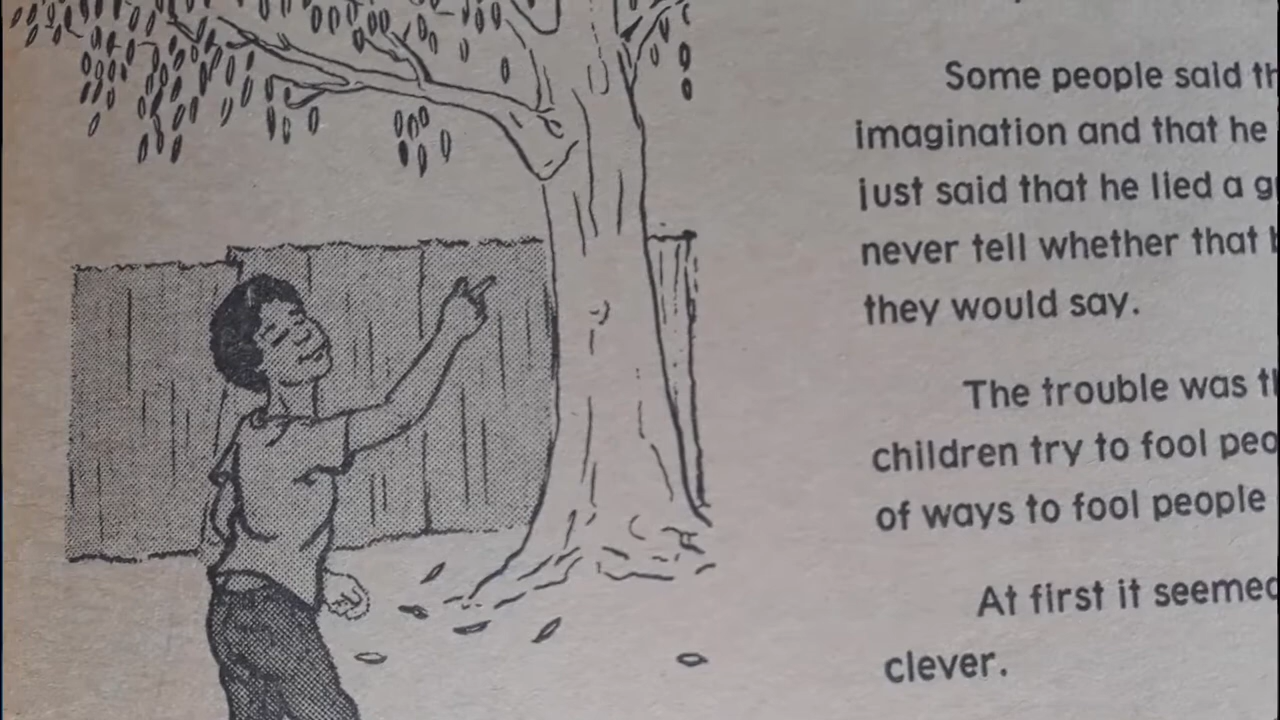 Some people said th
imagination and that he
just said that he lied a g
never tell whether that
they would say.
The trouble was t
children try to fool peo
of ways to fool people
At first it seemed
clever.